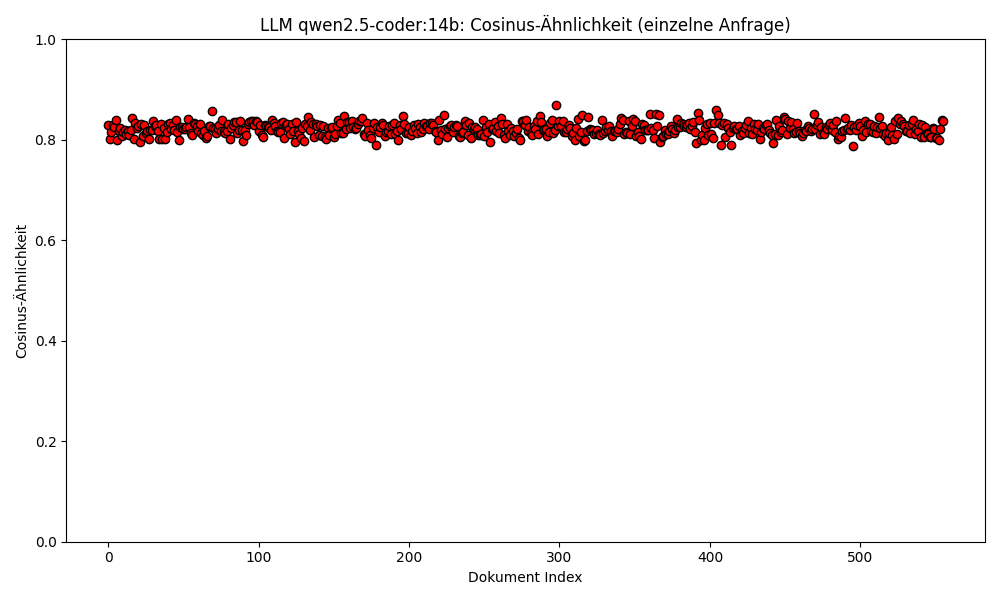 LLM qwen2.5-coder:14b: Cosinus-Ähnlichkeit (einzelne Anfrage)
1.0
0.8
0.6
0.4
0.2
0.0
Cosinus-Ähnlichkeit
0 100 200 300 400 500
Dokument Index